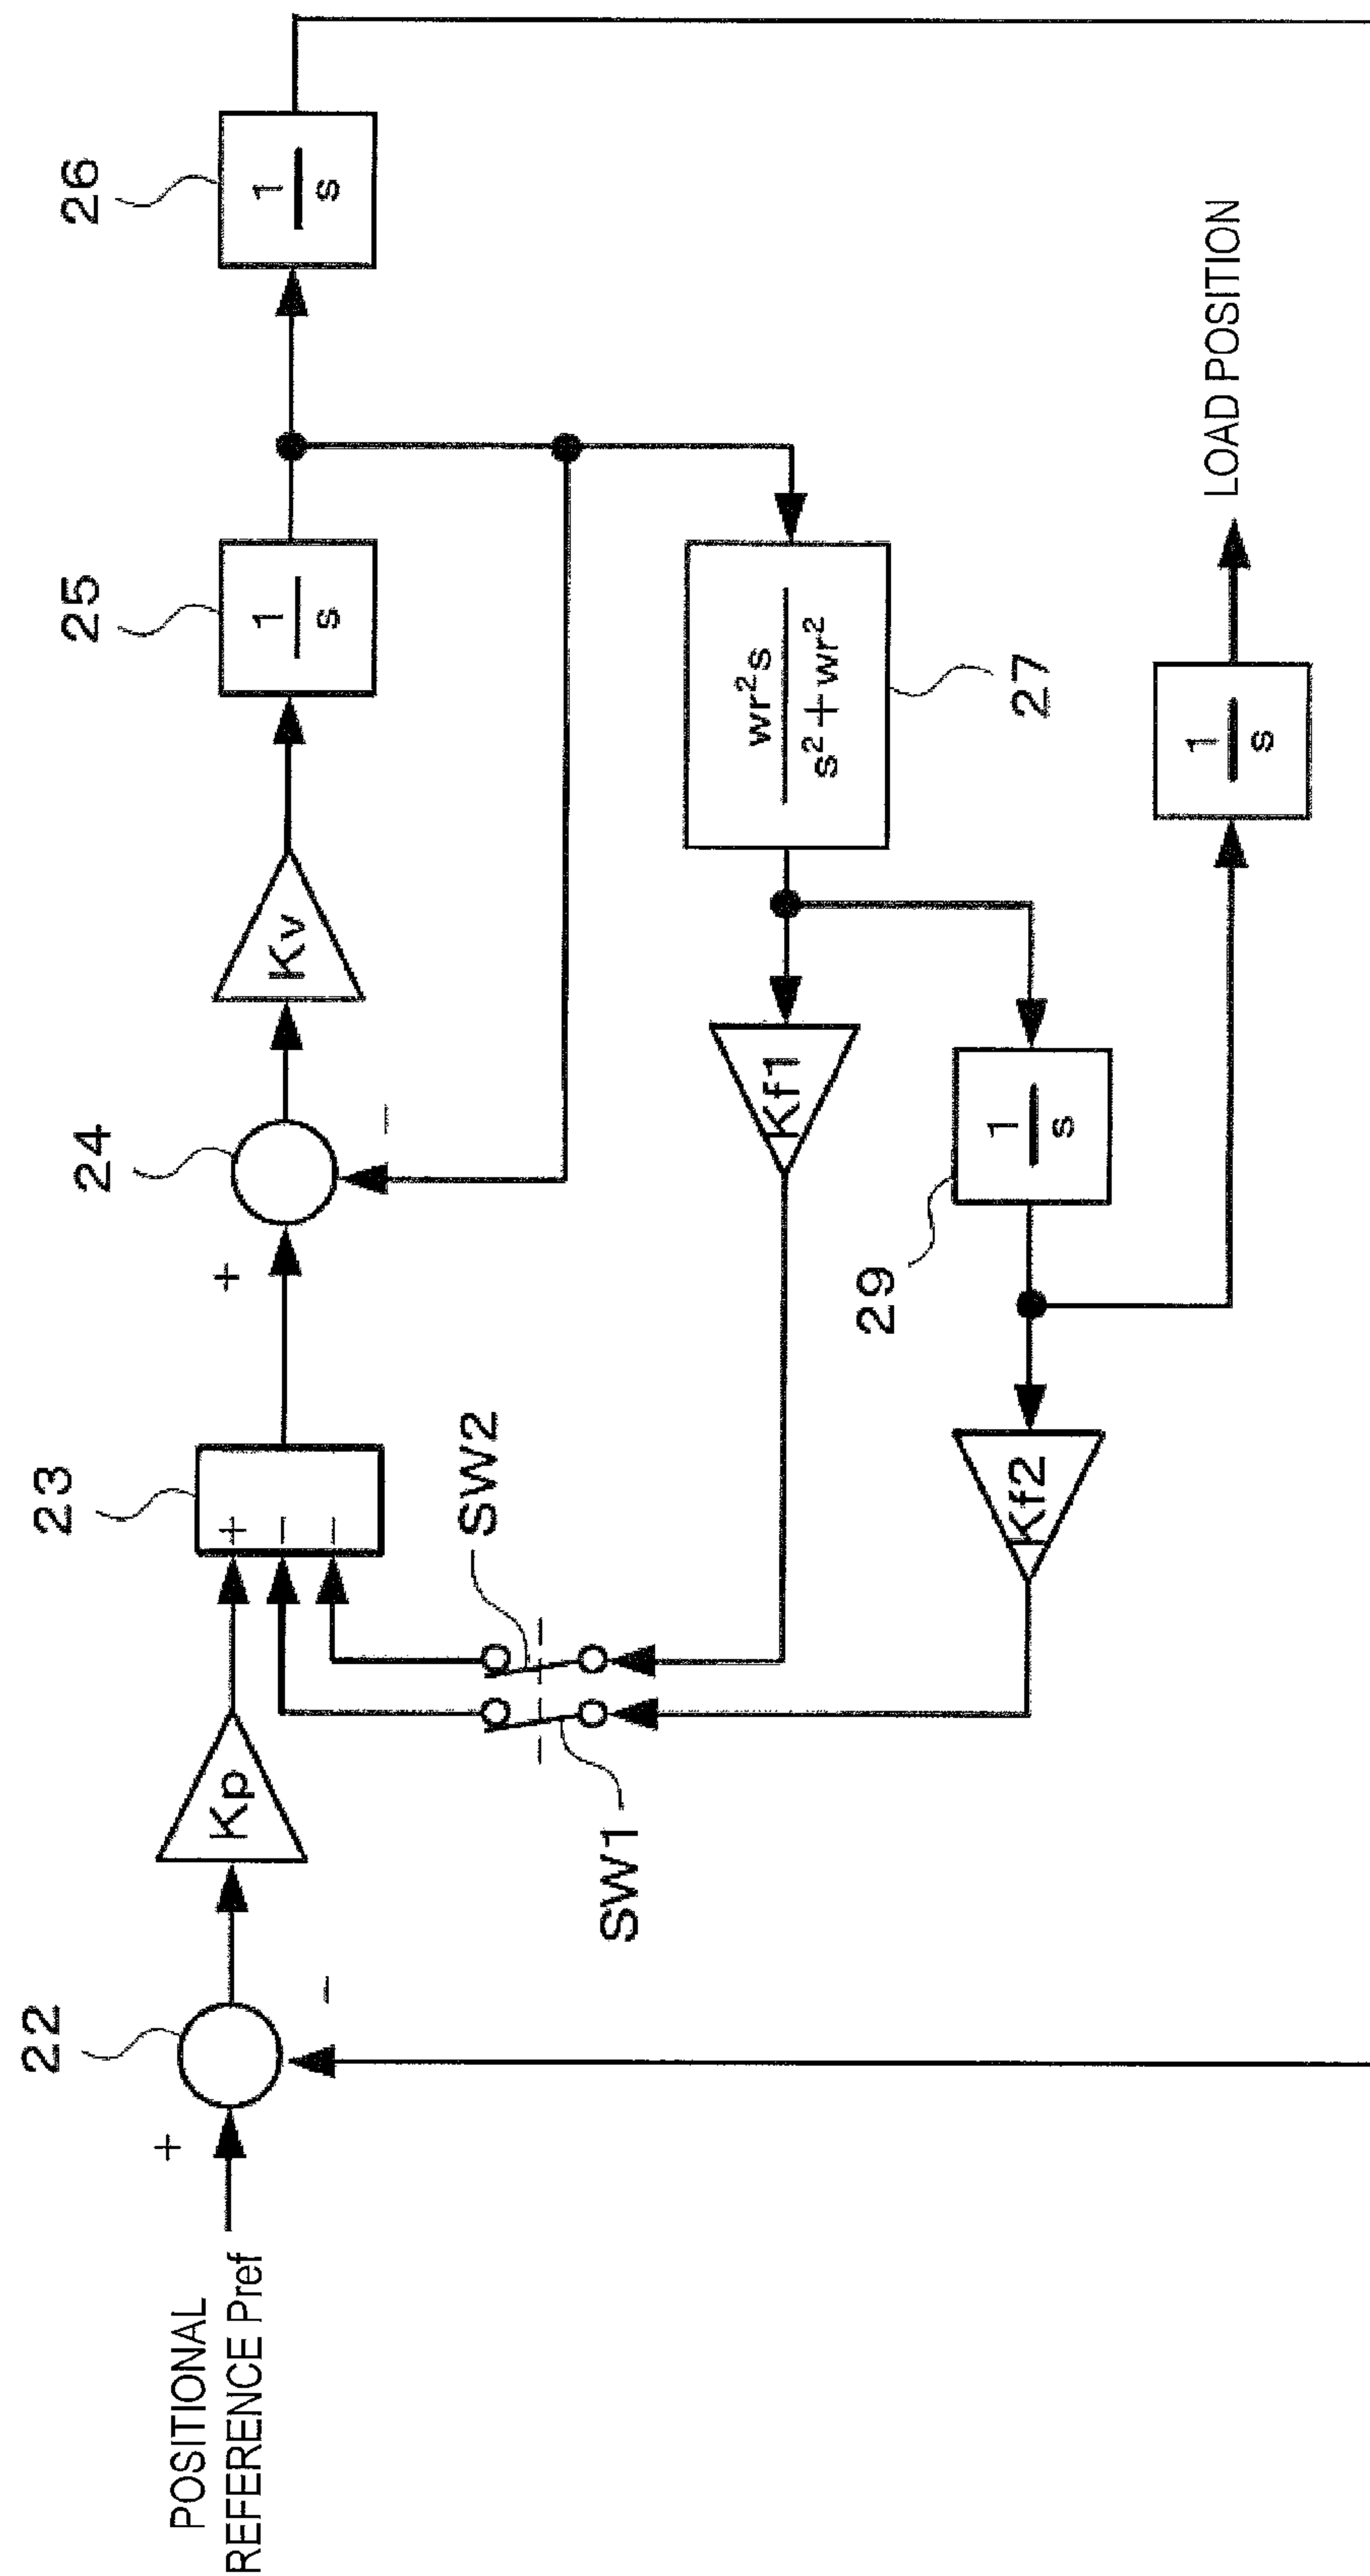 POSITIONAL
REFERENCE Pref
+
−
22
Kp
23
+
−
−
SW1
SW2
+
−
24
Kv
25
1
s
26
1
s
wr²s
s²+wr²
27
Kf1
29
1
s
Kf2
1
s
LOAD POSITION